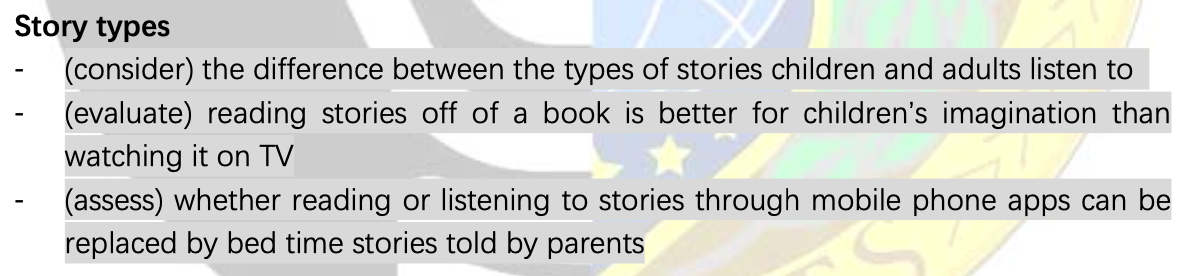 Story types
- (consider) the difference between the types of stories children and adults listen to
- (evaluate) reading stories off of a book is better for children's imagination than
watching it on TV
- (assess) whether reading or listening to stories through mobile phone apps can be
replaced by bed time stories told by parents